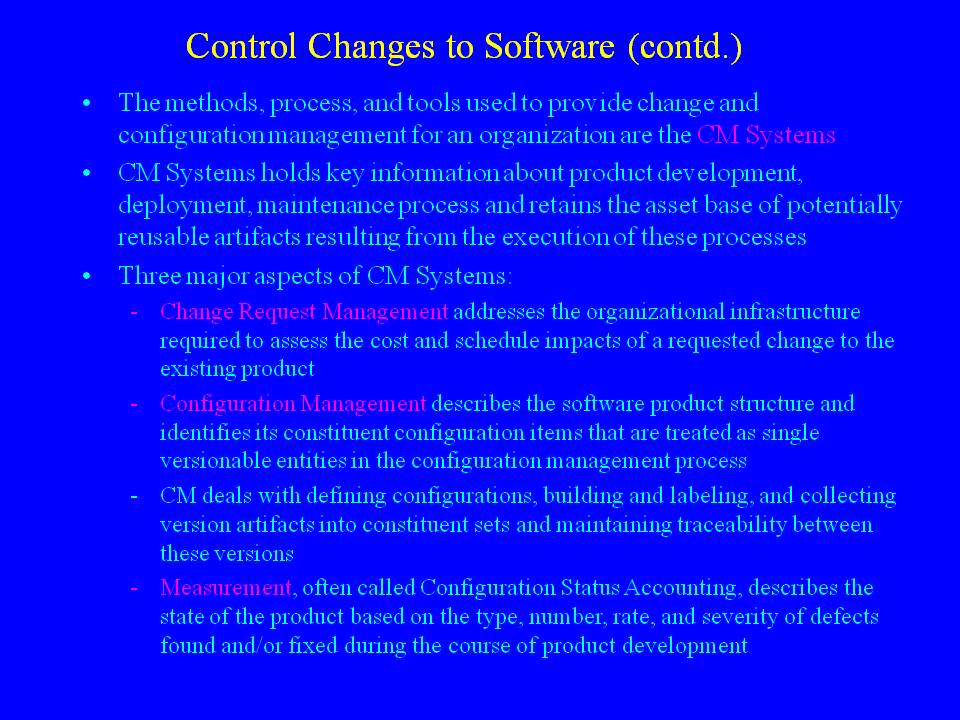 Control Changes to Software (contd.)
• The methods, process, and tools used to provide change and
configuration management for an organization are the CM Systems
• CM Systems holds key information about product development,
deployment, maintenance process and retains the asset base of potentially
reusable artifacts resulting from the execution of these processes
• Three major aspects of CM Systems:
- Change Request Management addresses the organizational infrastructure
required to assess the cost and schedule impacts of a requested change to the
existing product
- Configuration Management describes the software product structure and
identifies its constituent configuration items that are treated as single
versionable entities in the configuration management process
- CM deals with defining configurations, building and labeling, and collecting
version artifacts into constituent sets and maintaining traceability between
these versions
- Measurement, often called Configuration Status Accounting, describes the
state of the product based on the type, number, rate, and severity of defects
found and/or fixed during the course of product development